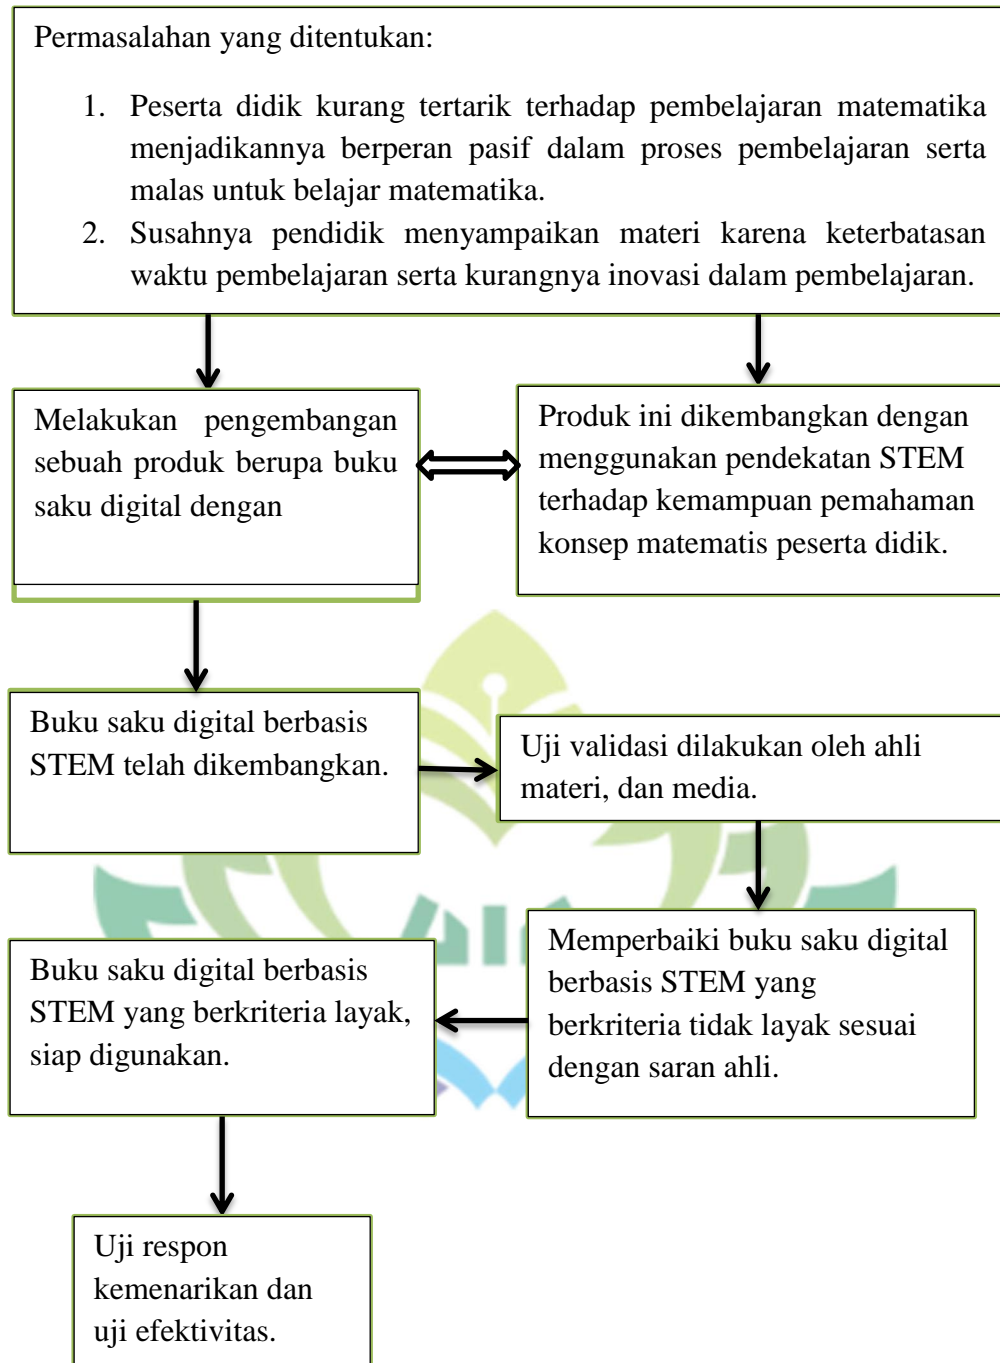 Permasalahan yang ditentukan:
1. Peserta didik kurang tertarik terhadap pembelajaran matematika
menjadikannya berperan pasif dalam proses pembelajaran serta
malas untuk belajar matematika.
2. Susahnya pendidik menyampaikan materi karena keterbatasan
waktu pembelajaran serta kurangnya inovasi dalam pembelajaran.
Melakukan pengembangan
sebuah produk berupa buku
saku digital dengan
Produk ini dikembangkan dengan
menggunakan pendekatan STEM
terhadap kemampuan pemahaman
konsep matematis peserta didik.
Buku saku digital berbasis
STEM telah dikembangkan.
Uji validasi dilakukan oleh ahli
materi, dan media.
Memperbaiki buku saku digital
berbasis STEM yang
berkriteria tidak layak sesuai
dengan saran ahli.
Buku saku digital berbasis
STEM yang berkriteria layak,
siap digunakan.
Uji respon
kemenarikan dan
uji efektivitas.